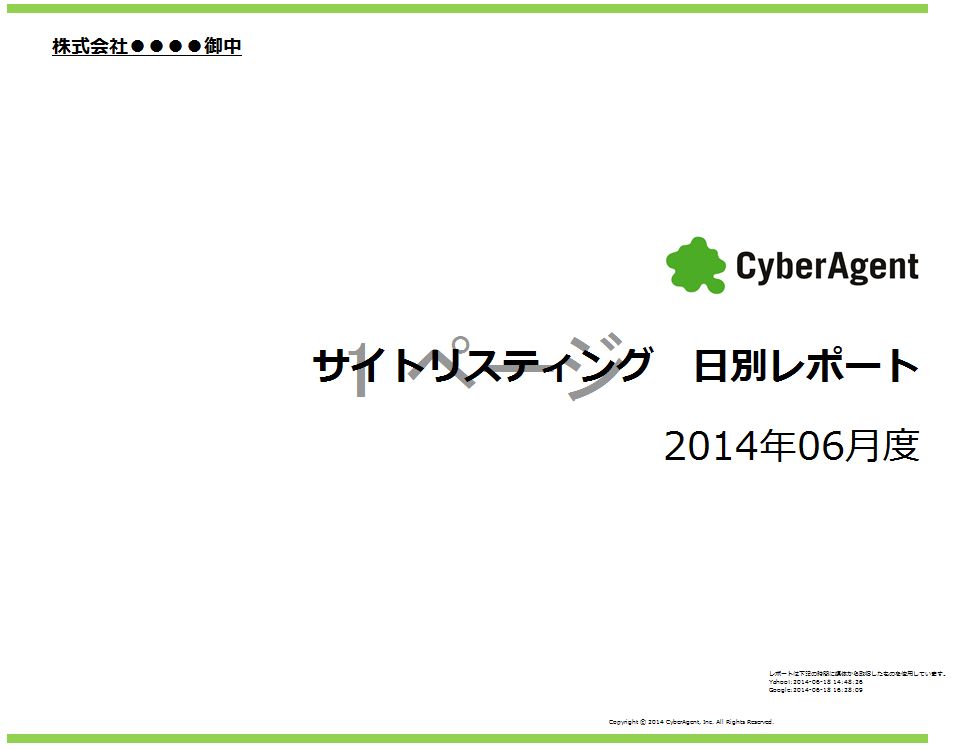 株式会社●●●●御中
CyberAgent
1 ページ
サイトリスティング　日別レポート
2014年06月度
レポートは下記の時間に媒体から取得したものを使用しています。
Yahoo!:2014-06-18 14:48:26
Google:2014-06-18 16:28:09
Copyright © 2014 CyberAgent, Inc. All Rights Reserved.